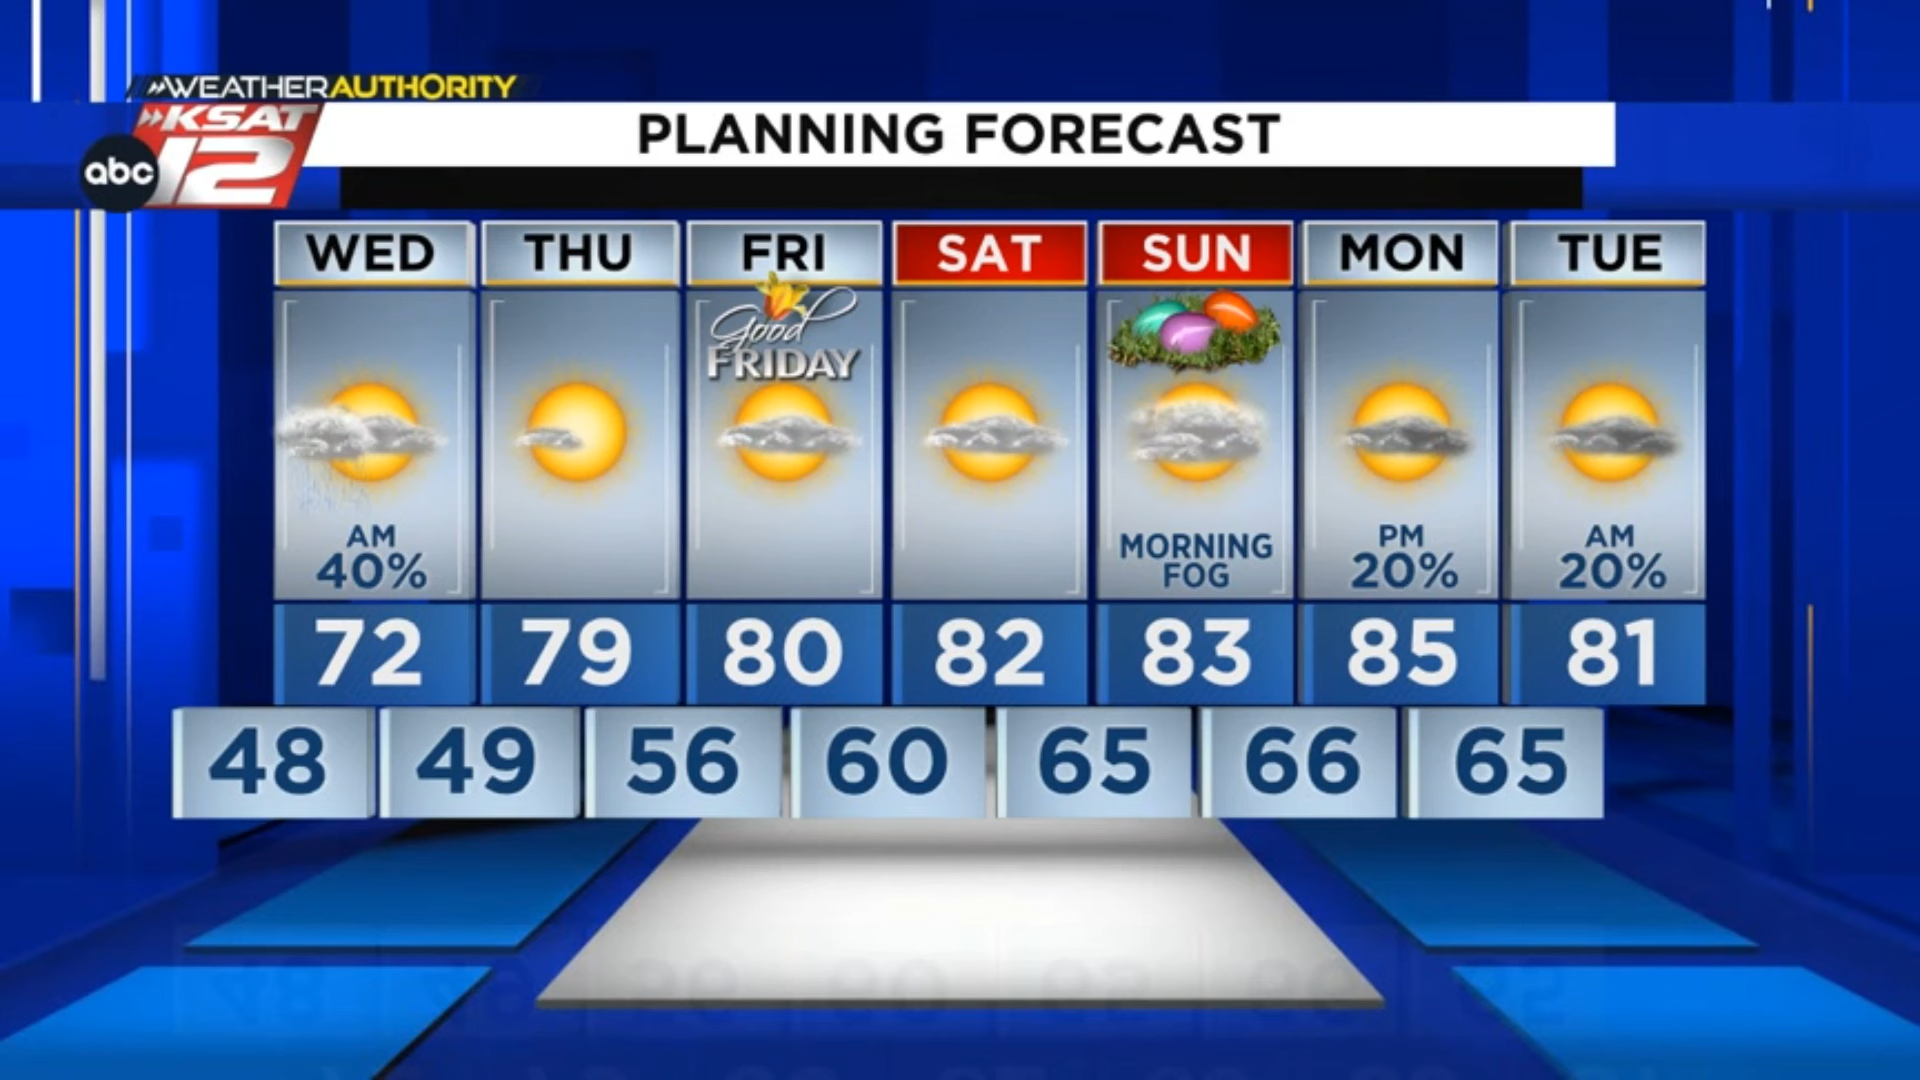 WEATHERAUTHORITY
KSAT
abc
12
PLANNING FORECAST
WED
THU
FRI
SAT
SUN
MON
TUE
Good
FRIDAY
AM
40%
MORNING
FOG
PM
20%
AM
20%
72
79
80
82
83
85
81
48
49
56
60
65
66
65